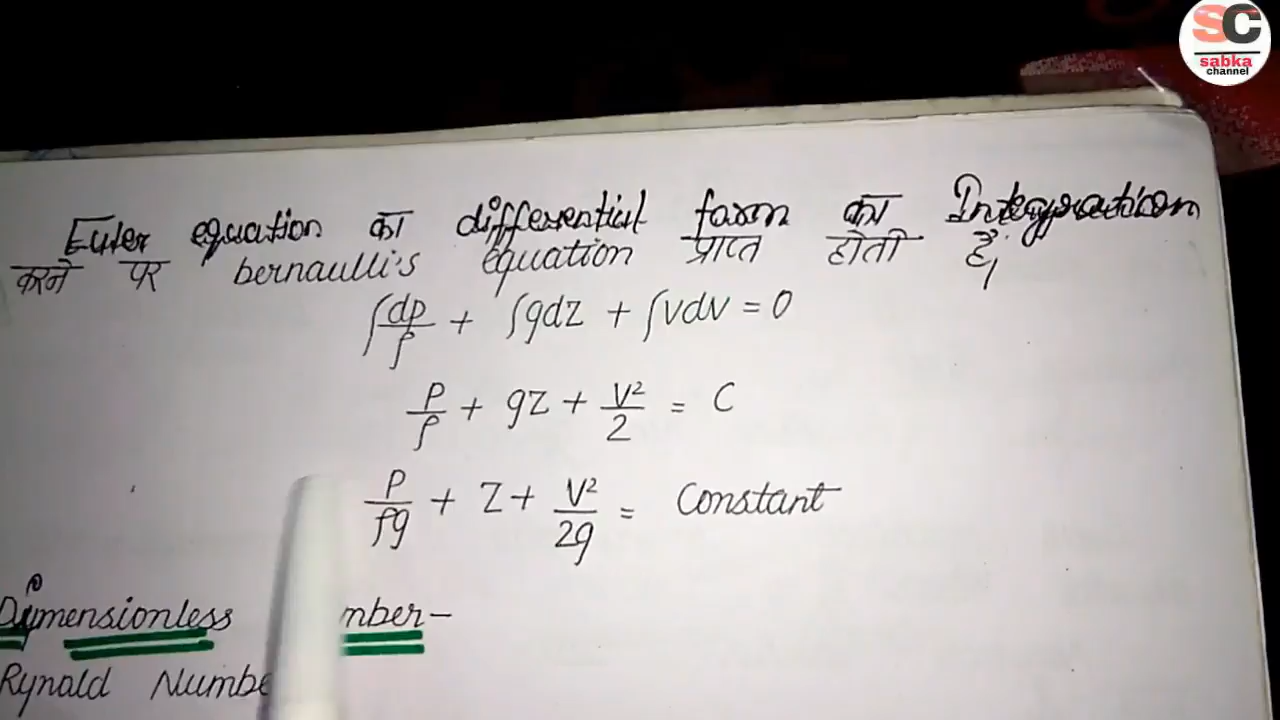 SC
sabka
channel
Euler equation का differential form का Integration
करने पर bernaulli's equation प्राप्त होती है।
∫dp/ρ + ∫gdz + ∫vdv = 0
P/ρ + gz + V²/2 = C
P/ρg + Z + V²/2g = Constant
Dimensionless mber-
Rynald Numbe